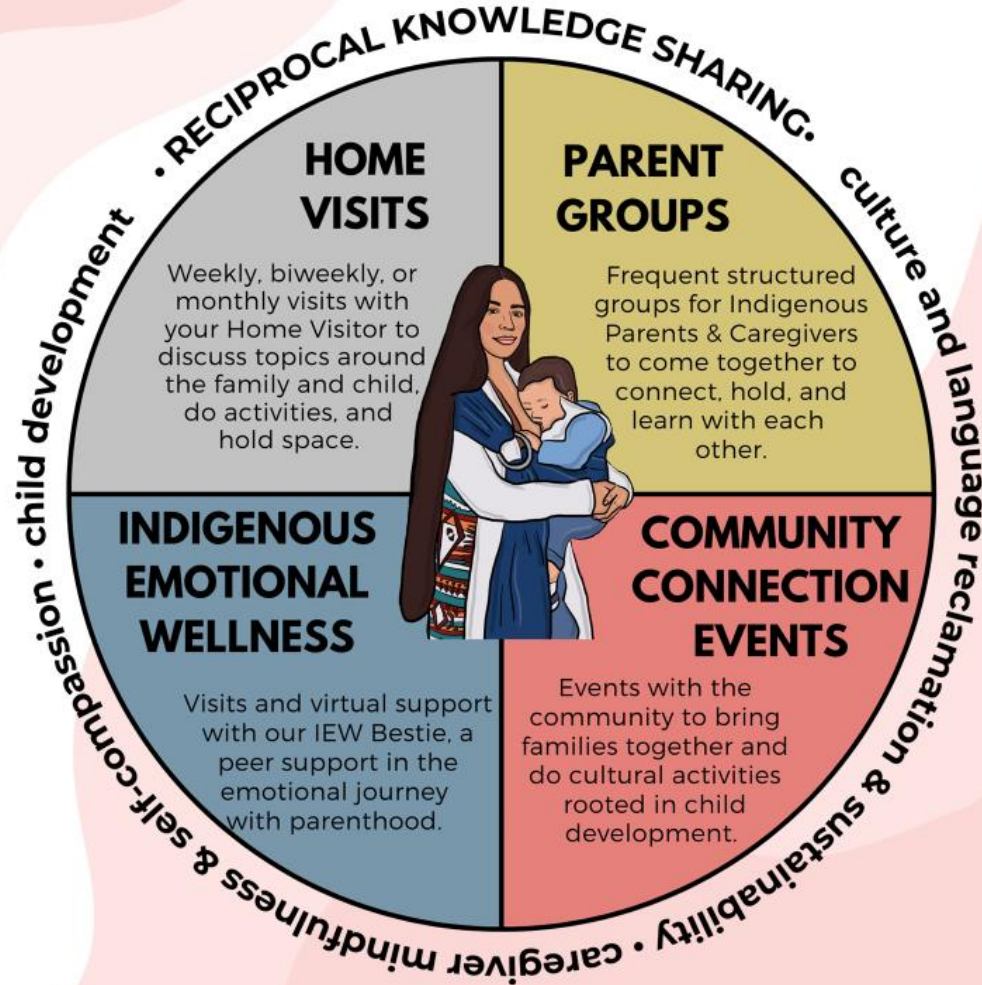 • RECIPROCAL KNOWLEDGE SHARING•
culture and language reclamation & sustainability • caregiver mindfulness & self-compassion • child development
HOME
VISITS
Weekly, biweekly, or
monthly visits with
your Home Visitor to
discuss topics around
the family and child,
do activities, and
hold space.
PARENT
GROUPS
Frequent structured
groups for Indigenous
Parents & Caregivers
to come together to
connect, hold, and
learn with each
other.
INDIGENOUS
EMOTIONAL
WELLNESS
Visits and virtual support
with our IEW Bestie, a
peer support in the
emotional journey
with parenthood.
COMMUNITY
CONNECTION
EVENTS
Events with the
community to bring
families together and
do cultural activities
rooted in child
development.